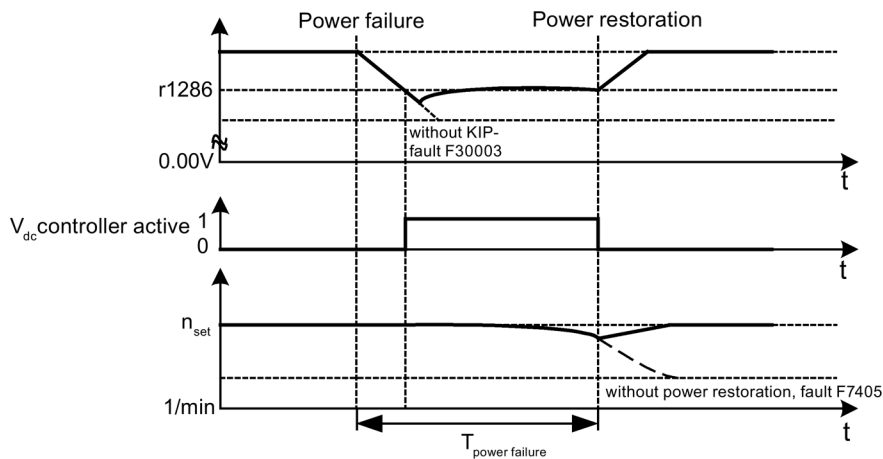 Power failure
Power restoration
r1286
without KIP-
fault F30003
0.00V
t
Vdc controller active
1
0
t
nset
without power restoration, fault F7405
1/min
t
Tpower failure